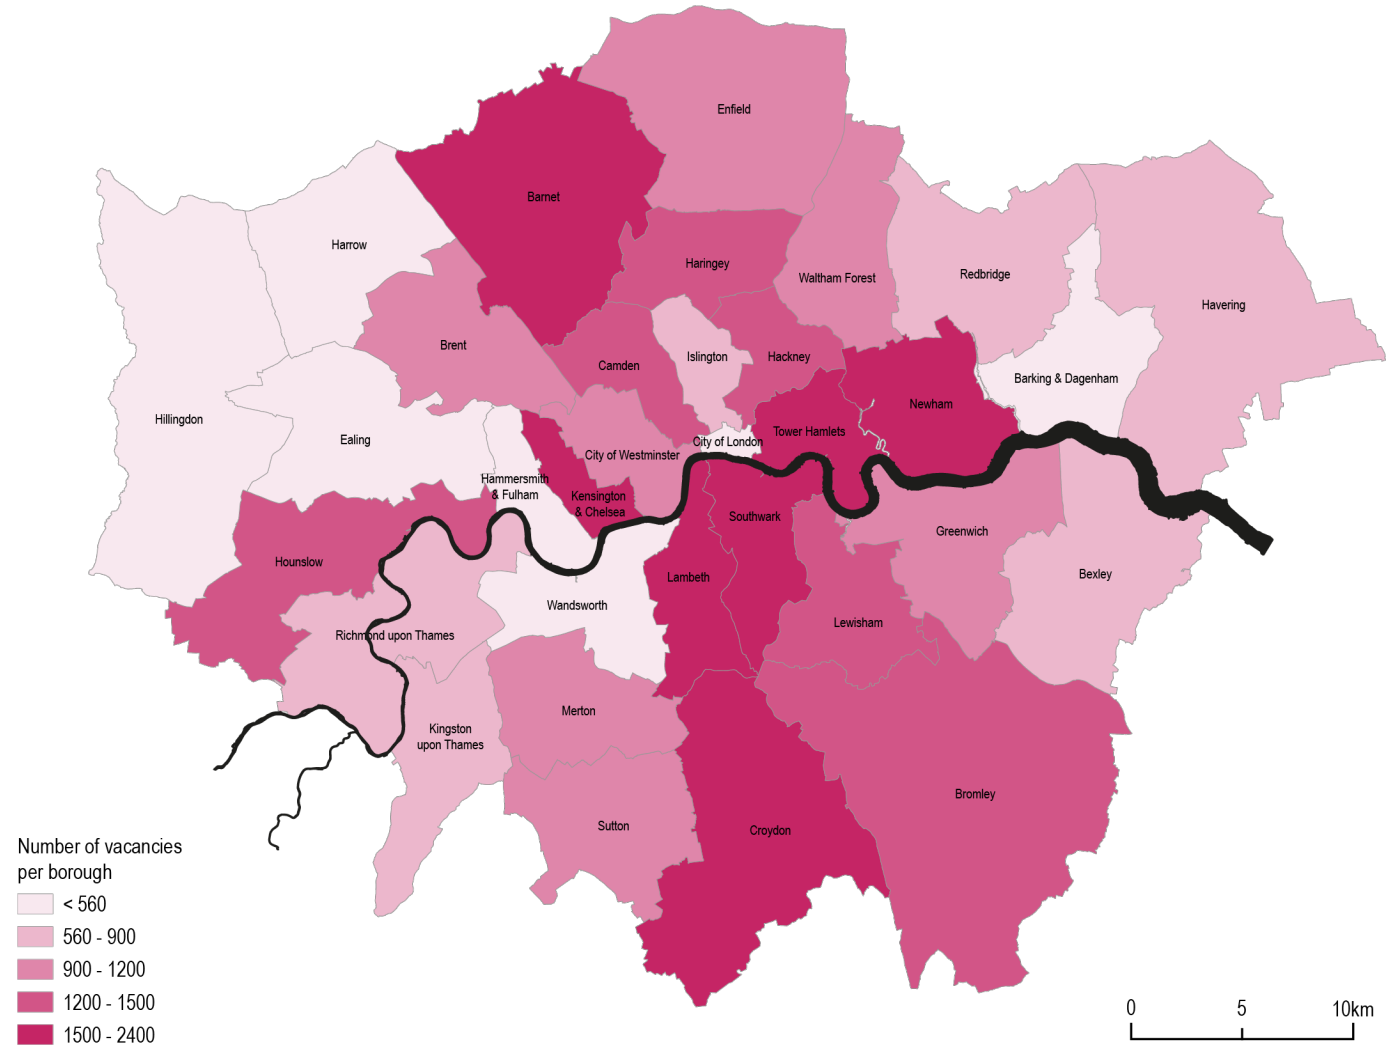 Enfield
Barnet
Harrow
Haringey
Waltham Forest
Redbridge
Havering
Brent
Camden
Islington
Hackney
Barking & Dagenham
Hillingdon
Ealing
Newham
Tower Hamlets
City of London
City of Westminster
Hammersmith
& Fulham
Kensington
& Chelsea
Southwark
Greenwich
Hounslow
Lambeth
Bexley
Wandsworth
Richmond upon Thames
Lewisham
Merton
Kingston
upon Thames
Bromley
Sutton
Croydon
Number of vacancies
per borough
< 560
560 - 900
900 - 1200
1200 - 1500
1500 - 2400
0 5 10km